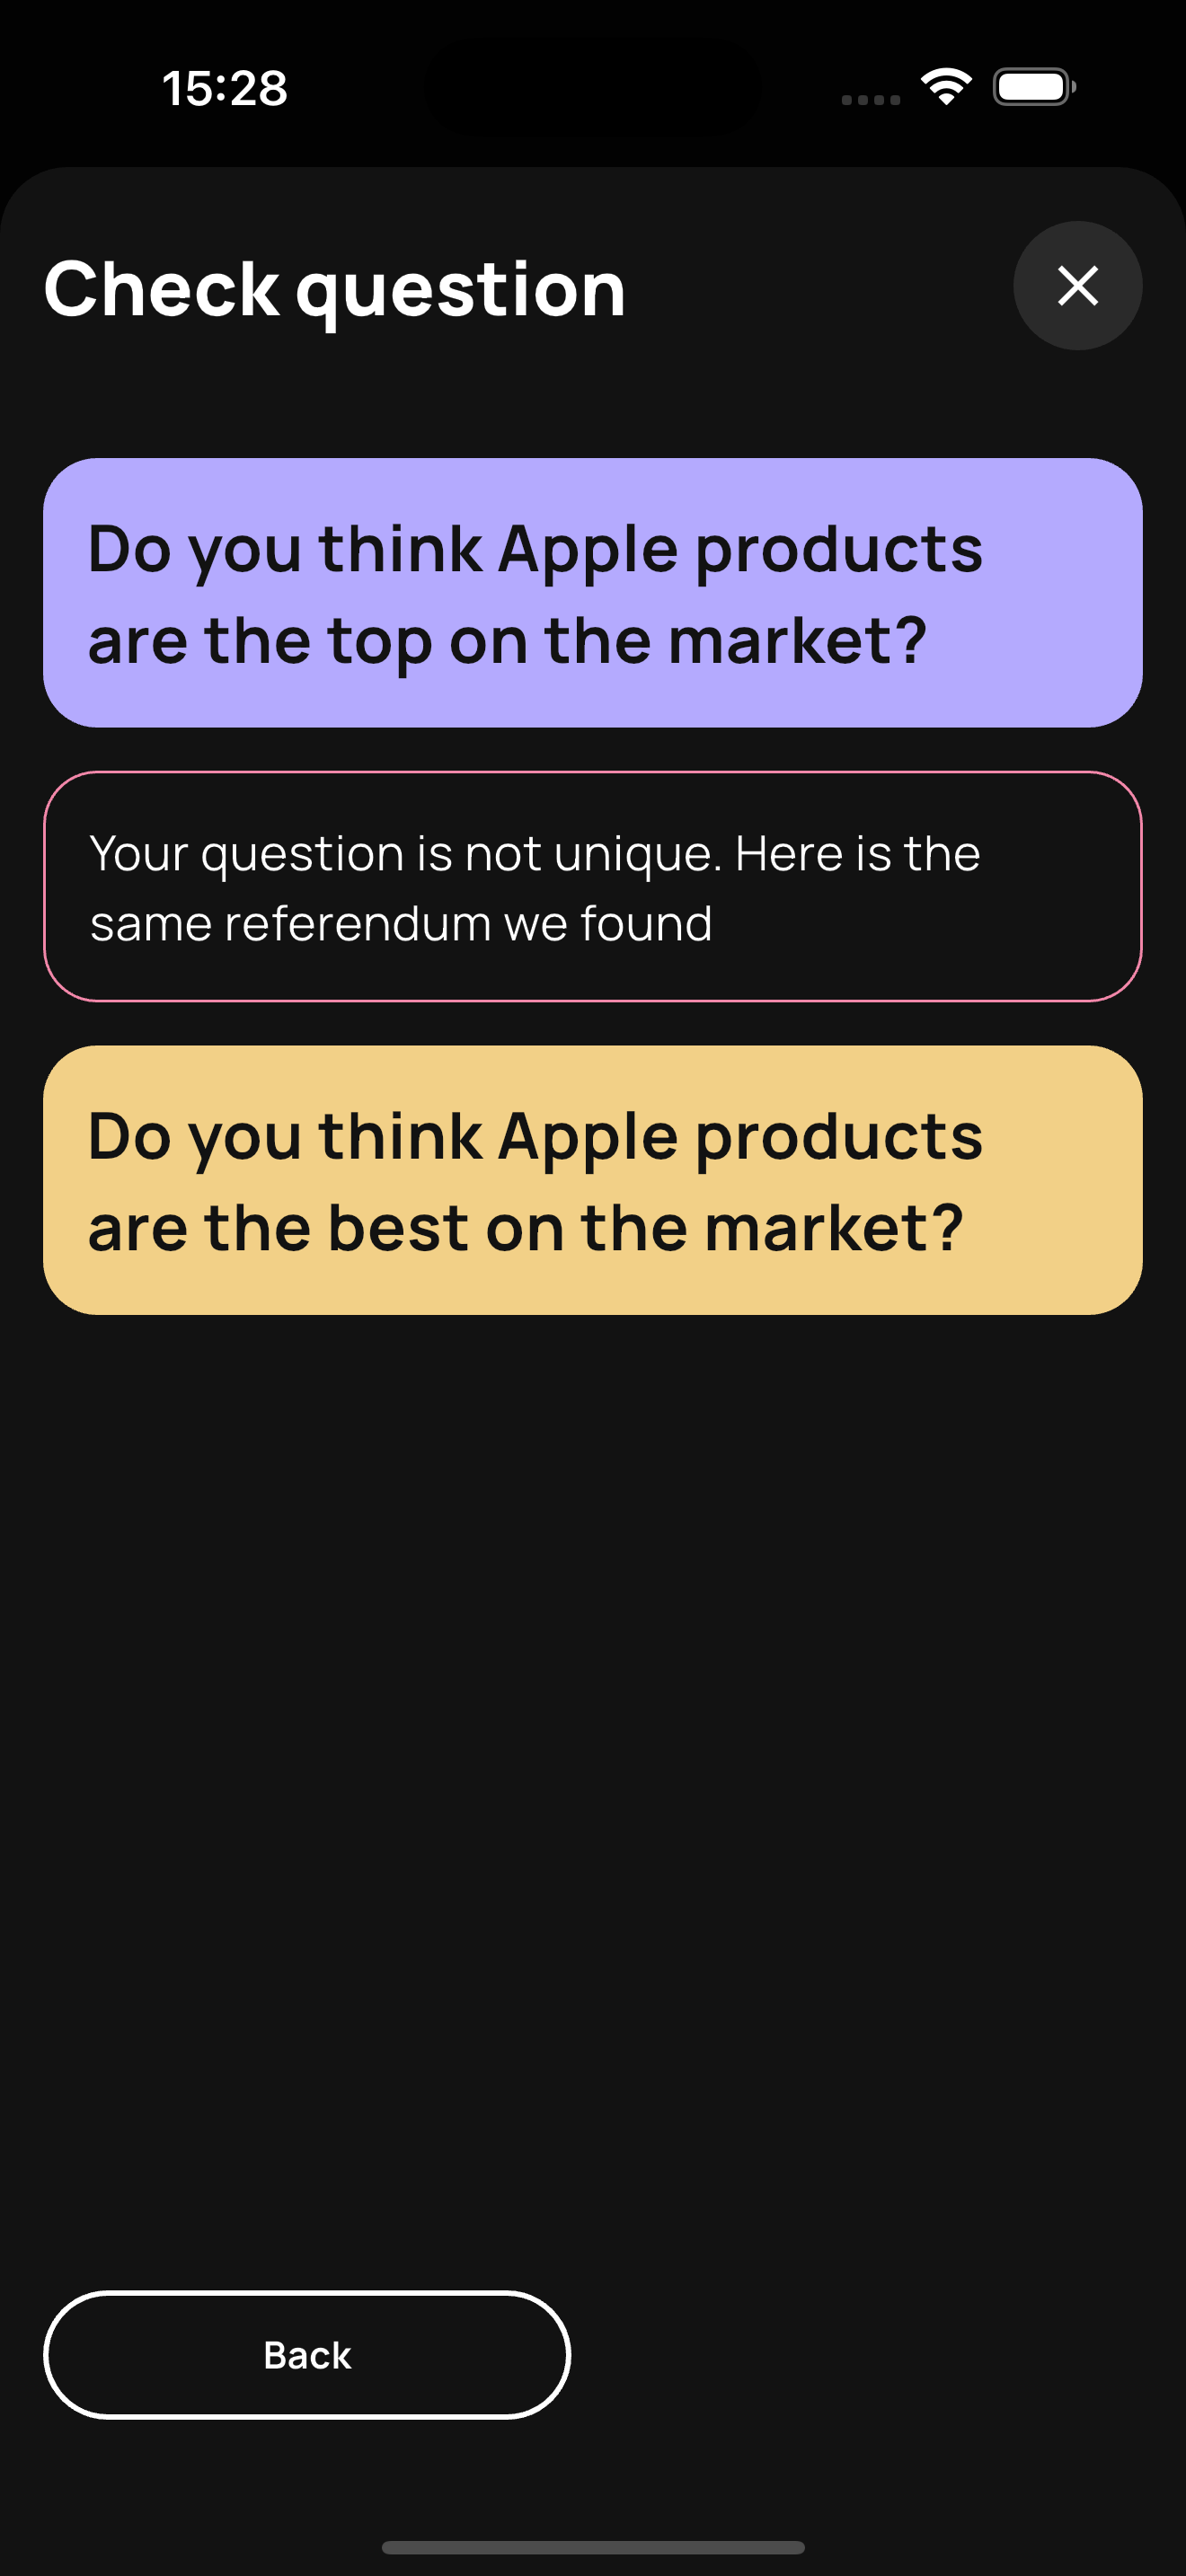 15:28
Check question
Do you think Apple products
are the top on the market?
Your question is not unique. Here is the
same referendum we found
Do you think Apple products
are the best on the market?
Back